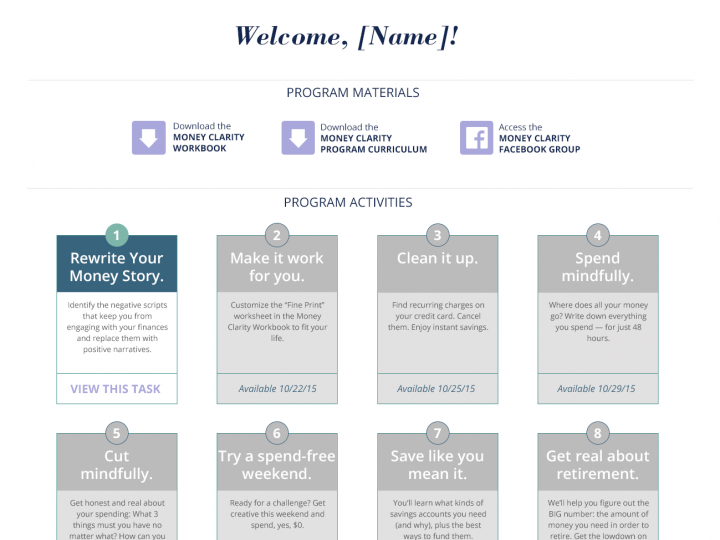 Welcome, [Name]!
PROGRAM MATERIALS
Download the
MONEY CLARITY
WORKBOOK
Download the
MONEY CLARITY
PROGRAM CURRICULUM
Access the
MONEY CLARITY
FACEBOOK GROUP
PROGRAM ACTIVITIES
1
Rewrite Your
Money Story.
Identify the negative scripts
that keep you from
engaging with your finances
and replace them with
positive narratives.
VIEW THIS TASK
2
Make it work
for you.
Customize the “Fine Print”
worksheet in the Money
Clarity Workbook to fit your
life.
Available 10/22/15
3
Clean it up.
Find recurring charges on
your credit card. Cancel
them. Enjoy instant savings.
Available 10/25/15
4
Spend
mindfully.
Where does all your money
go? Write down everything
you spend — for just 48
hours.
Available 10/29/15
5
Cut
mindfully.
Get honest and real about
your spending: What 3
things must you have no
matter what? How can you
6
Try a spend-free
weekend.
Ready for a challenge? Get
creative this weekend and
spend, yes, $0.
7
Save like you
mean it.
You’ll learn what kinds of
savings accounts you need
(and why), plus the best
ways to fund them.
8
Get real about
retirement.
We’ll help you figure out the
BIG number: the amount of
money you need in order to
retire. Get the lowdown on